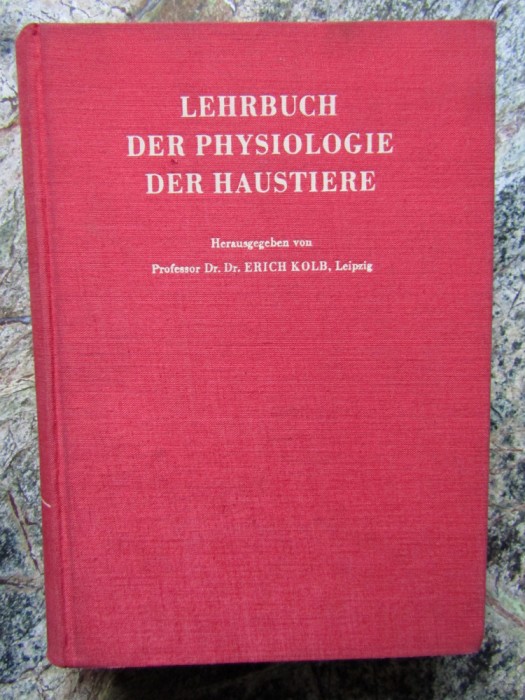 LEHRBUCH
DER PHYSIOLOGIE
DER HAUSTIERE
Herausgegeben von
Professor Dr. Dr. ERICH KOLB, Leipzig